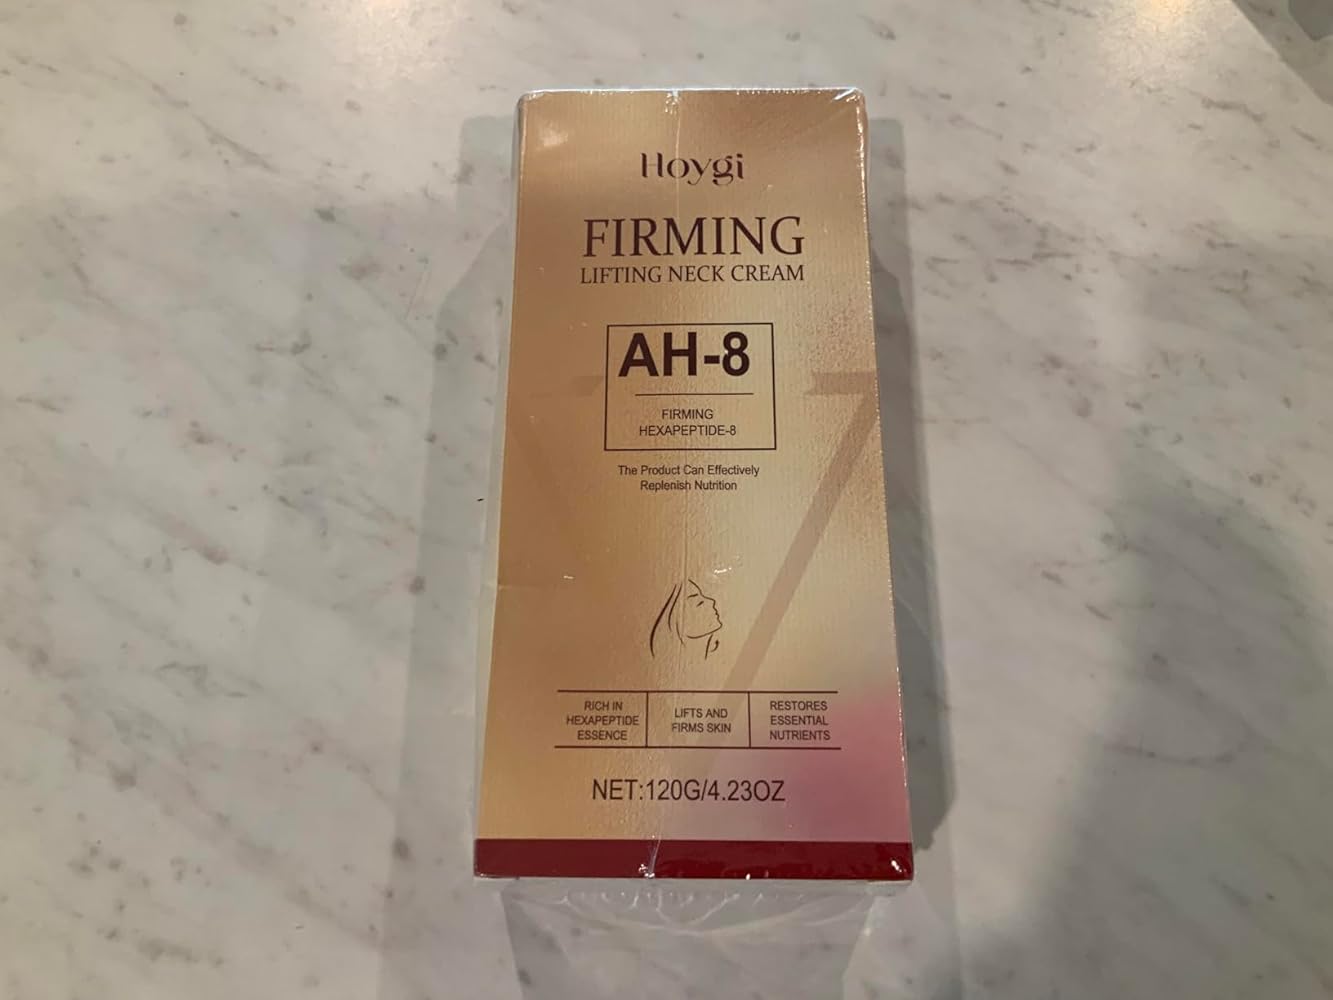 Hoygi
FIRMING
LIFTING NECK CREAM
AH-8
FIRMING
HEXAPEPTIDE-8
The Product Can Effectively
Replenish Nutrition
RICH IN
HEXAPEPTIDE
ESSENCE
LIFTS AND
FIRMS SKIN
RESTORES
ESSENTIAL
NUTRIENTS
NET:120G/4.23OZ